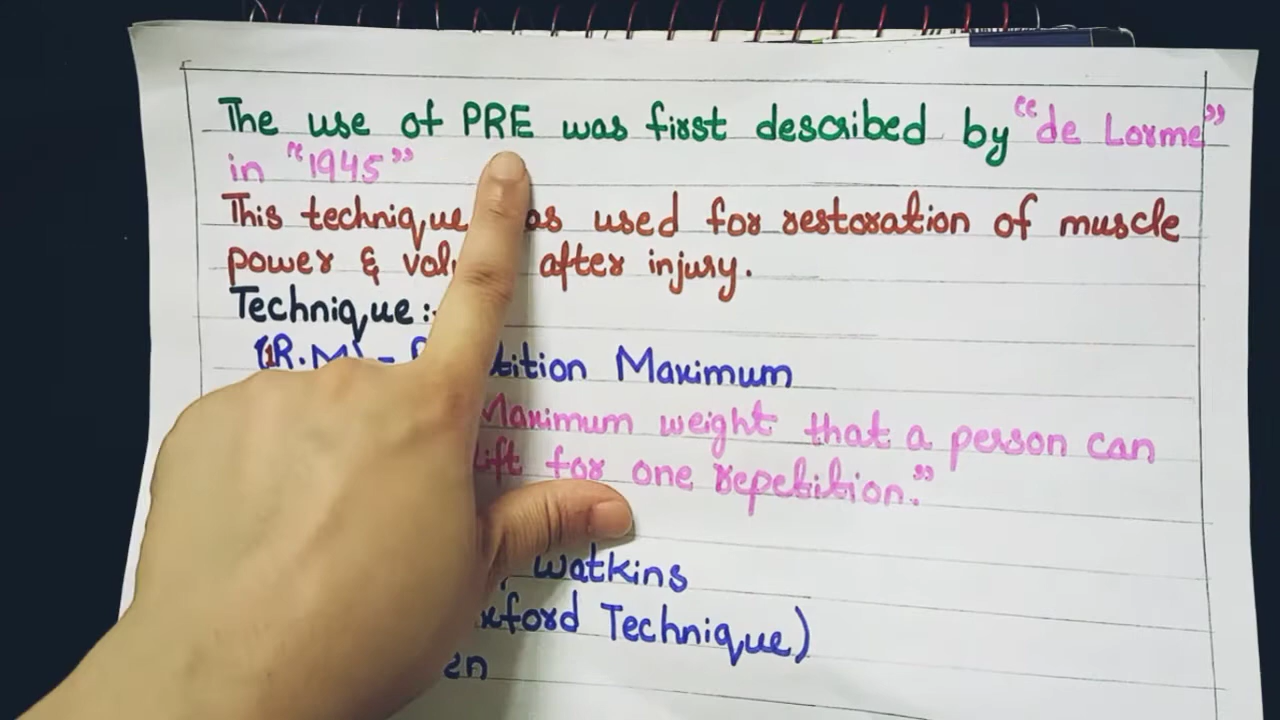 The use of PRE was first described by "de Lorme"
in "1945"
This technique was used for restoration of muscle
power & after injury.
Technique :-
(R.M) - Maximum
Maximum weight that a person can
lift for one repetition."
Watkins
Technique)